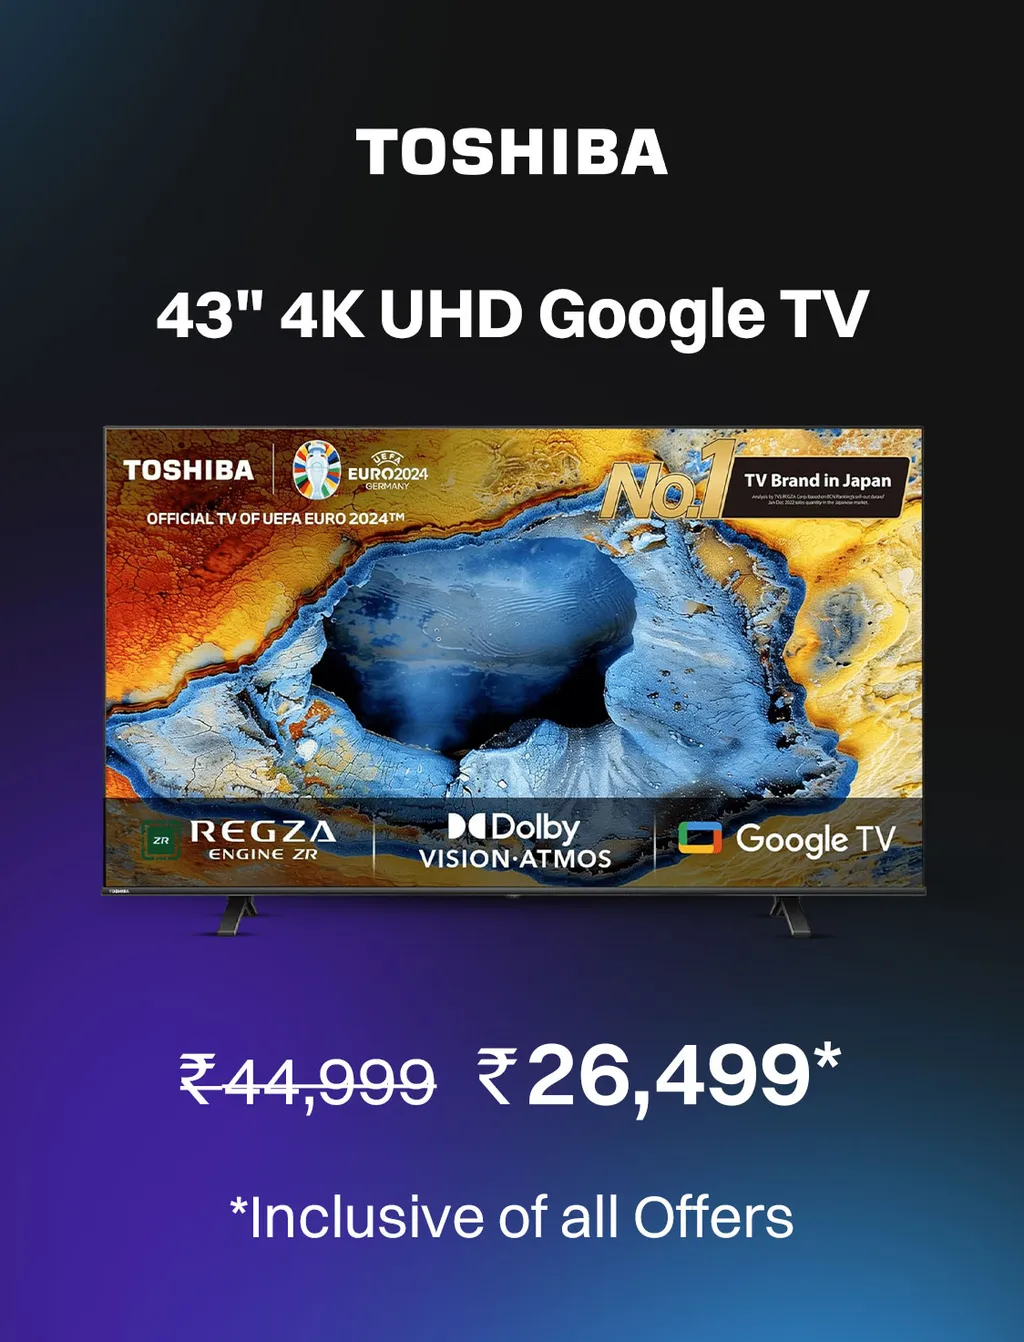 TOSHIBA
43" 4K UHD Google TV
TOSHIBA
UEFA
EURO2024
GERMANY
OFFICIAL TV OF UEFA EURO 2024™
No.1
TV Brand in Japan
ZR
REGZA
ENGINE ZR
Dolby
VISION·ATMOS
Google TV
TOSHIBA
₹44,999 ₹26,499*
*Inclusive of all Offers